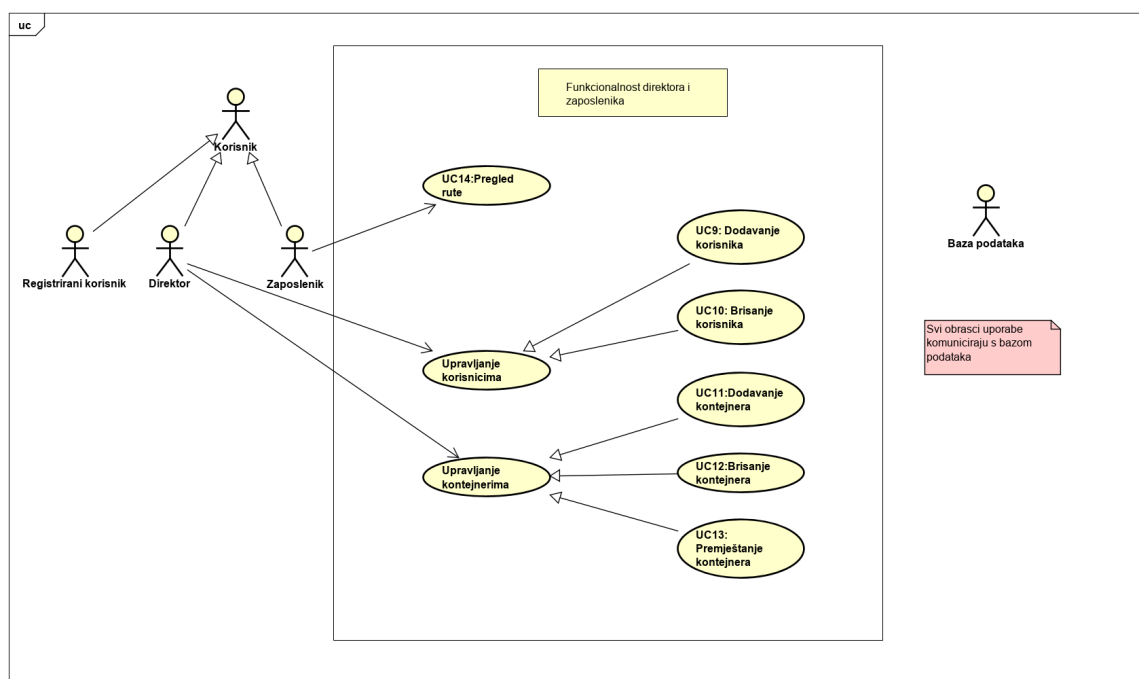 uc
Funkcionalnost direktora i
zaposlenika
Korisnik
UC14:Pregled
rute
UC9: Dodavanje
korisnika
Baza podataka
Registrirani korisnik
Direktor
Zaposlenik
UC10: Brisanje
korisnika
Svi obrasci uporabe
komuniciraju s bazom
podataka
Upravljanje
korisnicima
UC11:Dodavanje
kontejnera
Upravljanje
kontejnerima
UC12:Brisanje
kontejnera
UC13:
Premještanje
kontejnera